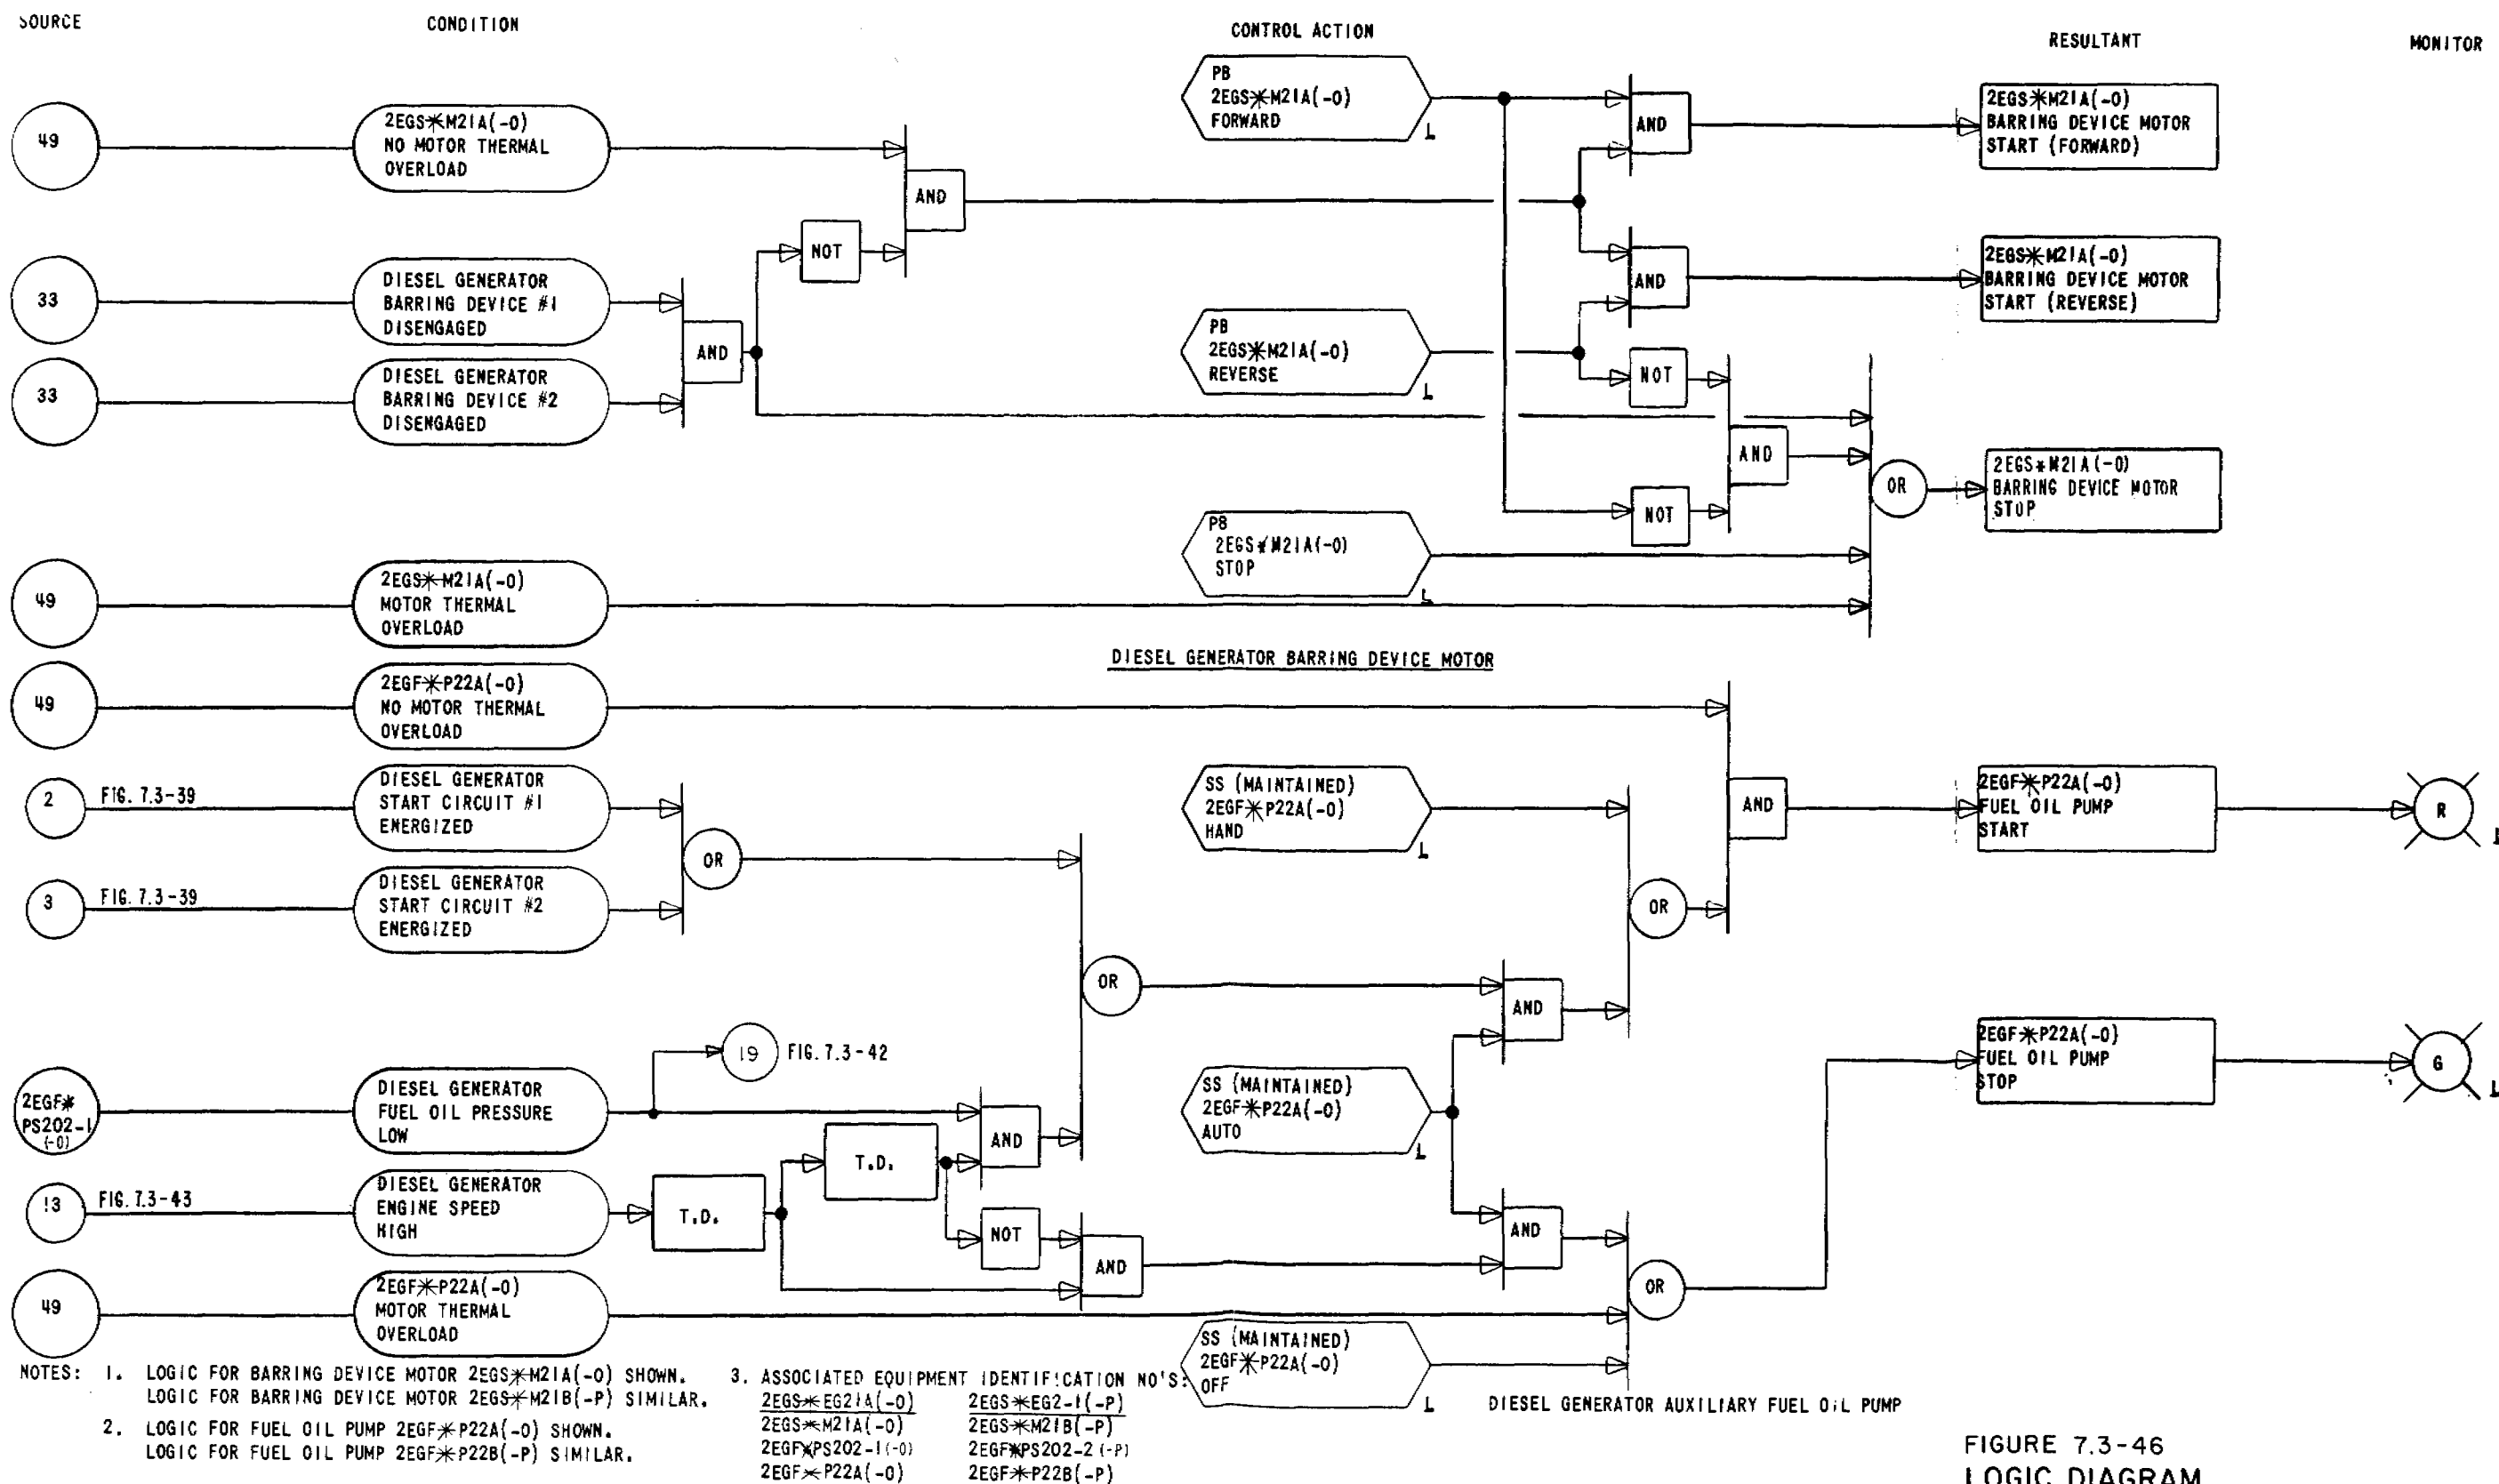 SOURCE
CONDITION
CONTROL ACTION
RESULTANT
MONITOR
49
2EGS*M21A(-0)
NO MOTOR THERMAL
OVERLOAD
33
DIESEL GENERATOR
BARRING DEVICE #1
DISENGAGED
33
DIESEL GENERATOR
BARRING DEVICE #2
DISENGAGED
AND
NOT
AND
PB
2EGS*M21A(-0)
FORWARD
L
PB
2EGS*M21A(-0)
REVERSE
L
PB
2EGS*M21A(-0)
STOP
L
AND
AND
NOT
NOT
AND
OR
2EGS*M21A(-0)
BARRING DEVICE MOTOR
START (FORWARD)
2EGS*M21A(-0)
BARRING DEVICE MOTOR
START (REVERSE)
2EGS*M21A(-0)
BARRING DEVICE MOTOR
STOP
49
2EGS*M21A(-0)
MOTOR THERMAL
OVERLOAD
DIESEL GENERATOR BARRING DEVICE MOTOR
49
2EGF*P22A(-0)
NO MOTOR THERMAL
OVERLOAD
2
FIG. 7.3-39
DIESEL GENERATOR
START CIRCUIT #1
ENERGIZED
3
FIG. 7.3-39
DIESEL GENERATOR
START CIRCUIT #2
ENERGIZED
OR
OR
SS (MAINTAINED)
2EGF*P22A(-0)
HAND
L
AND
OR
AND
2EGF*P22A(-0)
FUEL OIL PUMP
START
R
L
19
FIG. 7.3-42
2EGF*
PS202-1
(-0)
DIESEL GENERATOR
FUEL OIL PRESSURE
LOW
AND
SS (MAINTAINED)
2EGF*P22A(-0)
AUTO
L
2EGF*P22A(-0)
FUEL OIL PUMP
STOP
G
L
13
FIG. 7.3-43
DIESEL GENERATOR
ENGINE SPEED
HIGH
T.D.
T.D.
NOT
AND
AND
OR
49
2EGF*P22A(-0)
MOTOR THERMAL
OVERLOAD
SS (MAINTAINED)
2EGF*P22A(-0)
OFF
L
DIESEL GENERATOR AUXILIARY FUEL OIL PUMP
NOTES: 1. LOGIC FOR BARRING DEVICE MOTOR 2EGS*M21A(-0) SHOWN.
LOGIC FOR BARRING DEVICE MOTOR 2EGS*M21B(-P) SIMILAR.
2. LOGIC FOR FUEL OIL PUMP 2EGF*P22A(-0) SHOWN.
LOGIC FOR FUEL OIL PUMP 2EGF*P22B(-P) SIMILAR.
3. ASSOCIATED EQUIPMENT IDENTIFICATION NO'S:
2EGS*EG21A(-0) 2EGS*EG2-1(-P)
2EGS*M21A(-0) 2EGS*M21B(-P)
2EGF*PS202-1(-0) 2EGF*PS202-2(-P)
2EGF*P22A(-0) 2EGF*P22B(-P)
FIGURE 7.3-46
LOGIC DIAGRAM